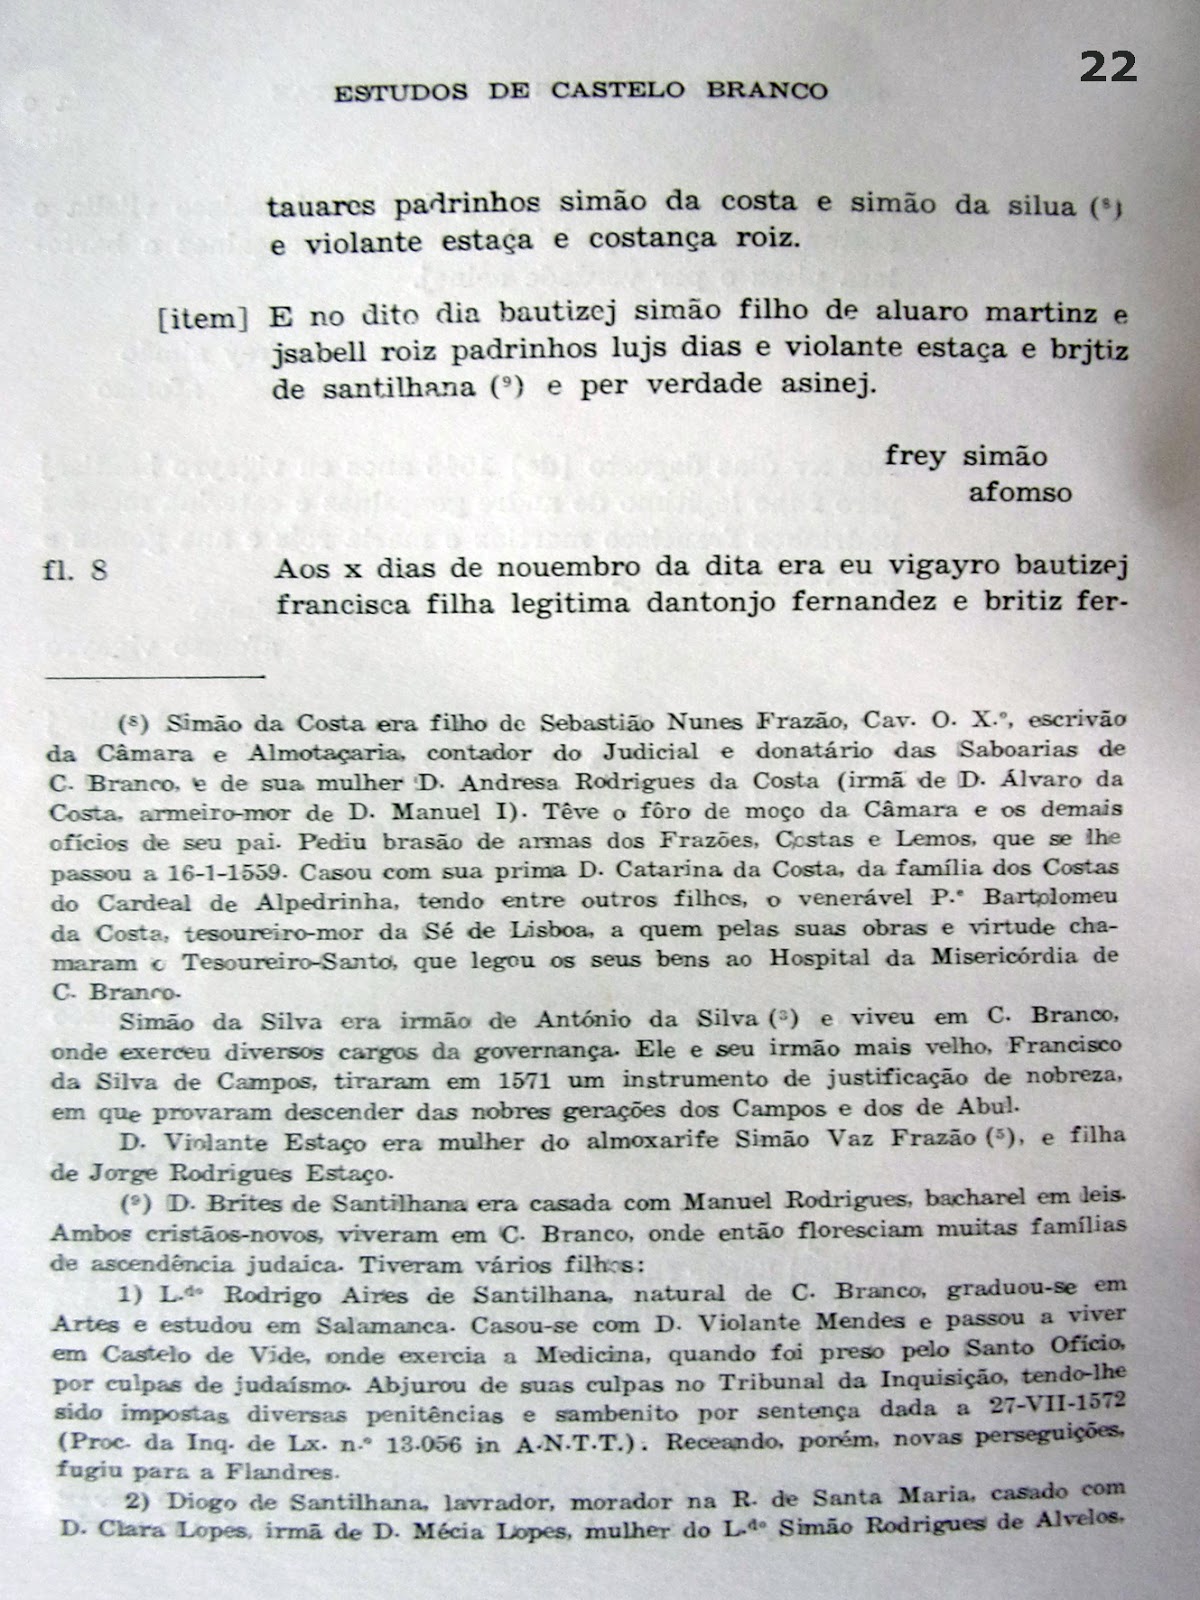 22
ESTUDOS DE CASTELO BRANCO
tauares padrinhos simão da costa e simão da silua (⁸)
e violante estaça e costança roiz.
[item] E no dito dia bautizej simão filho de aluaro martinz e
jsabell roiz padrinhos lujs dias e violante estaça e brjtiz
de santilhana (⁹) e per verdade asinej.
frey simão
afomso
fl. 8 Aos x dias de nouembro da dita era eu vigayro bautizej
francisca filha legitima dantonjo fernandez e britiz fer-
(⁸) Simão da Costa era filho de Sebastião Nunes Frazão, Cav. O. X.º, escrivão
da Câmara e Almotaçaria, contador do Judicial e donatário das Saboarias de
C. Branco, e de sua mulher D. Andresa Rodrigues da Costa (irmã de D. Álvaro da
Costa, armeiro-mor de D. Manuel I). Têve o fôro de moço da Câmara e os demais
ofícios de seu pai. Pediu brasão de armas dos Frazões, Costas e Lemos, que se lhe
passou a 16-1-1559. Casou com sua prima D. Catarina da Costa, da família dos Costas
do Cardeal de Alpedrinha, tendo entre outros filhos, o venerável P.ᵉ Bartolomeu
da Costa, tesoureiro-mor da Sé de Lisboa, a quem pelas suas obras e virtude cha-
maram o Tesoureiro-Santo, que legou os seus bens ao Hospital da Misericórdia de
C. Branco.
Simão da Silva era irmão de António da Silva (³) e viveu em C. Branco,
onde exerceu diversos cargos da governança. Ele e seu irmão mais velho, Francisco
da Silva de Campos, tiraram em 1571 um instrumento de justificação de nobreza,
em que provaram descender das nobres gerações dos Campos e dos de Abul.
D. Violante Estaço era mulher do almoxarife Simão Vaz Frazão (⁵), e filha
de Jorge Rodrigues Estaço.
(⁹) D. Brites de Santilhana era casada com Manuel Rodrigues, bacharel em leis.
Ambos cristãos-novos, viveram em C. Branco, onde então floresciam muitas famílias
de ascendência judaica. Tiveram vários filhos:
1) L.ᵈᵒ Rodrigo Aires de Santilhana, natural de C. Branco, graduou-se em
Artes e estudou em Salamanca. Casou-se com D. Violante Mendes e passou a viver
em Castelo de Vide, onde exercia a Medicina, quando foi preso pelo Santo Ofício,
por culpas de judaísmo. Abjurou de suas culpas no Tribunal da Inquisição, tendo-lhe
sido impostas diversas penitências e sambenito por sentença dada a 27-VII-1572
(Proc. da Inq. de Lx. n.º 13.056 in A.N.T.T.). Receando, porém, novas perseguições,
fugiu para a Flandres.
2) Diogo de Santilhana, lavrador, morador na R. de Santa Maria, casado com
D. Clara Lopes, irmã de D. Mécia Lopes, mulher do L.ᵈᵒ Simão Rodrigues de Alvelos.